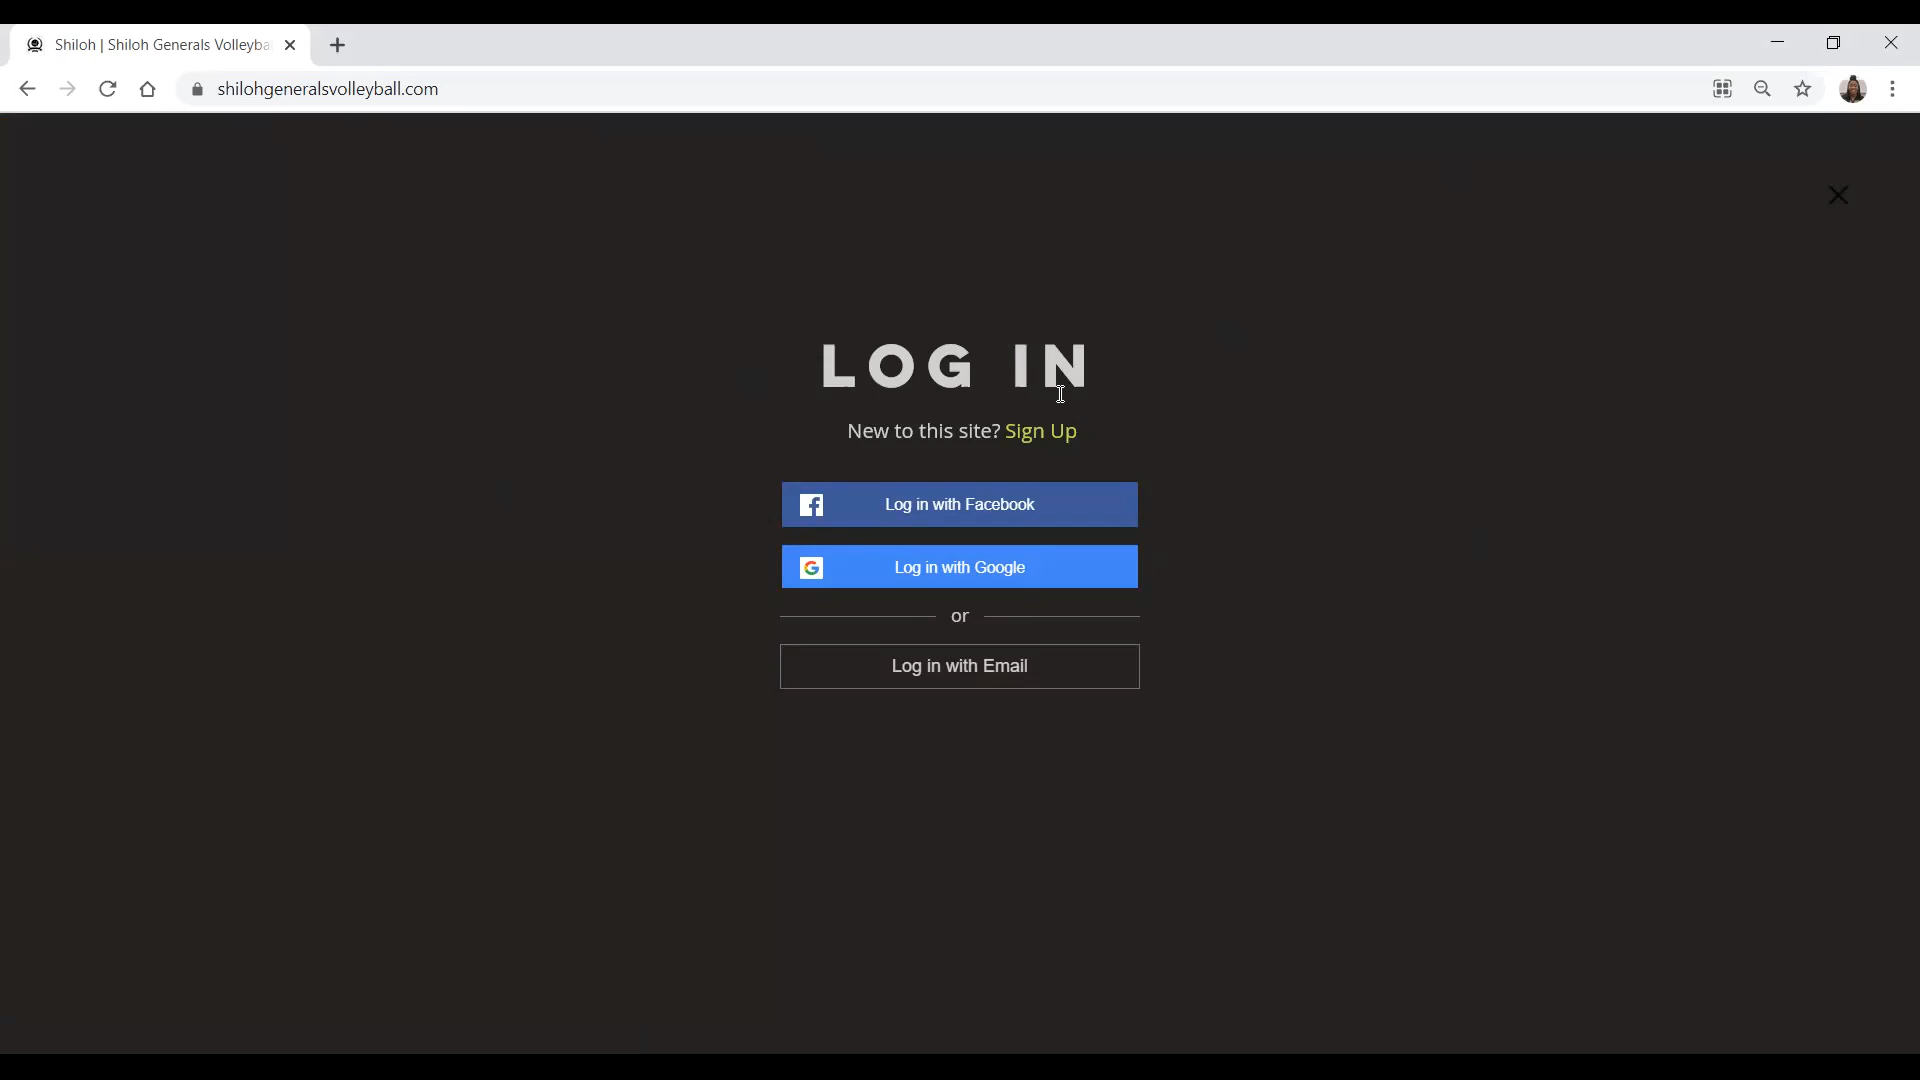 Shiloh | Shiloh Generals Volleyba
shilohgeneralsvolleyball.com
LOG IN
New to this site? Sign Up
Log in with Facebook
Log in with Google
or
Log in with Email